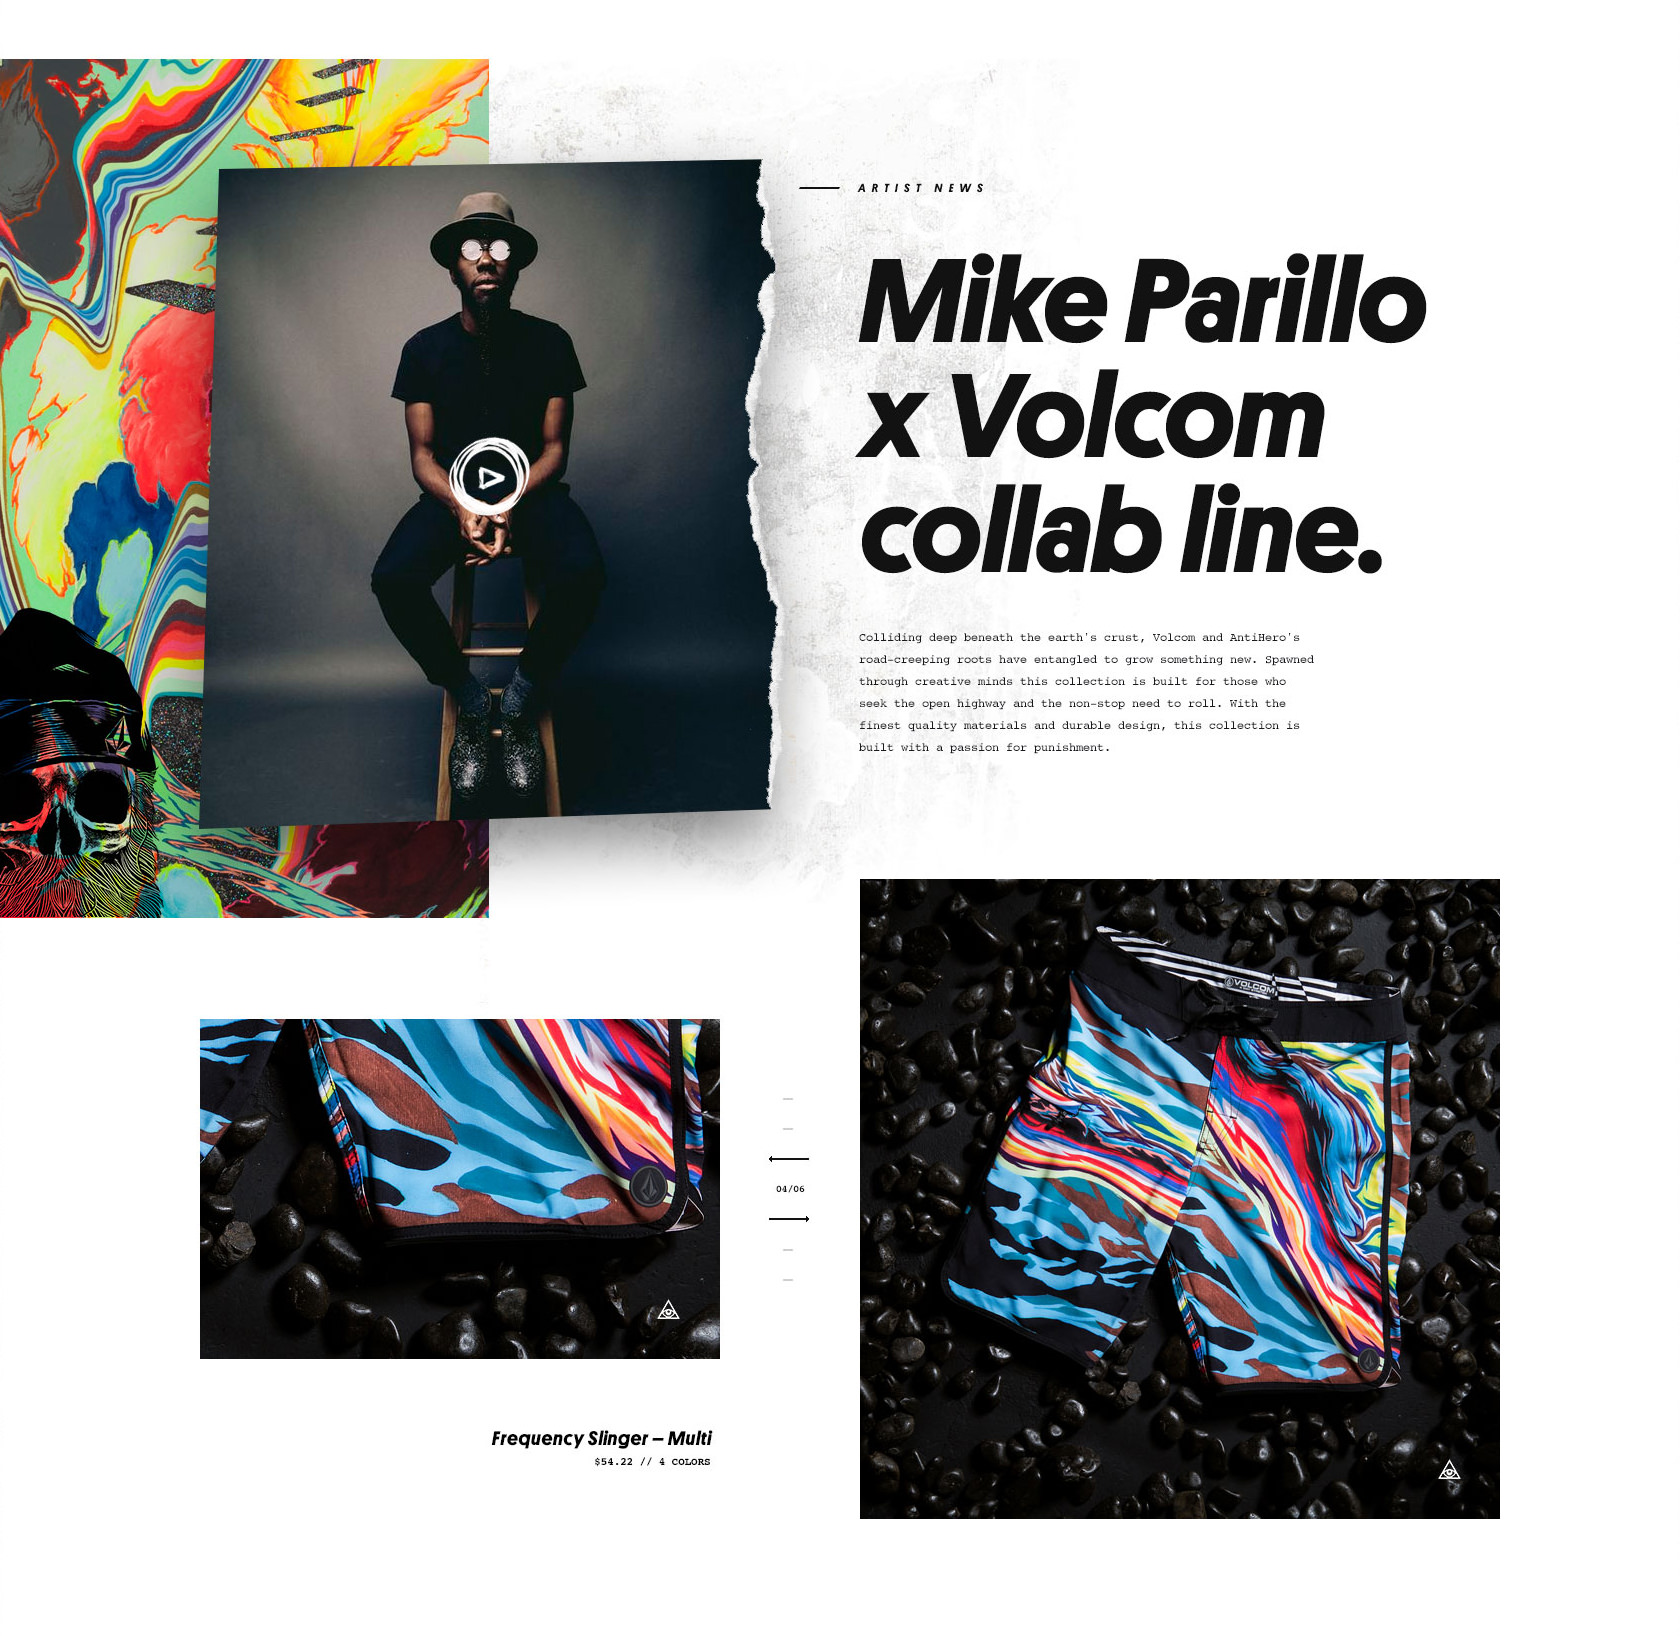 ARTIST NEWS
Mike Parillo
x Volcom
collab line.
Colliding deep beneath the earth's crust, Volcom and AntiHero's
road-creeping roots have entangled to grow something new. Spawned
through creative minds this collection is built for those who
seek the open highway and the non-stop need to roll. With the
finest quality materials and durable design, this collection is
built with a passion for punishment.
VOLCOM
04/06
Frequency Slinger – Multi
$54.22 // 4 COLORS